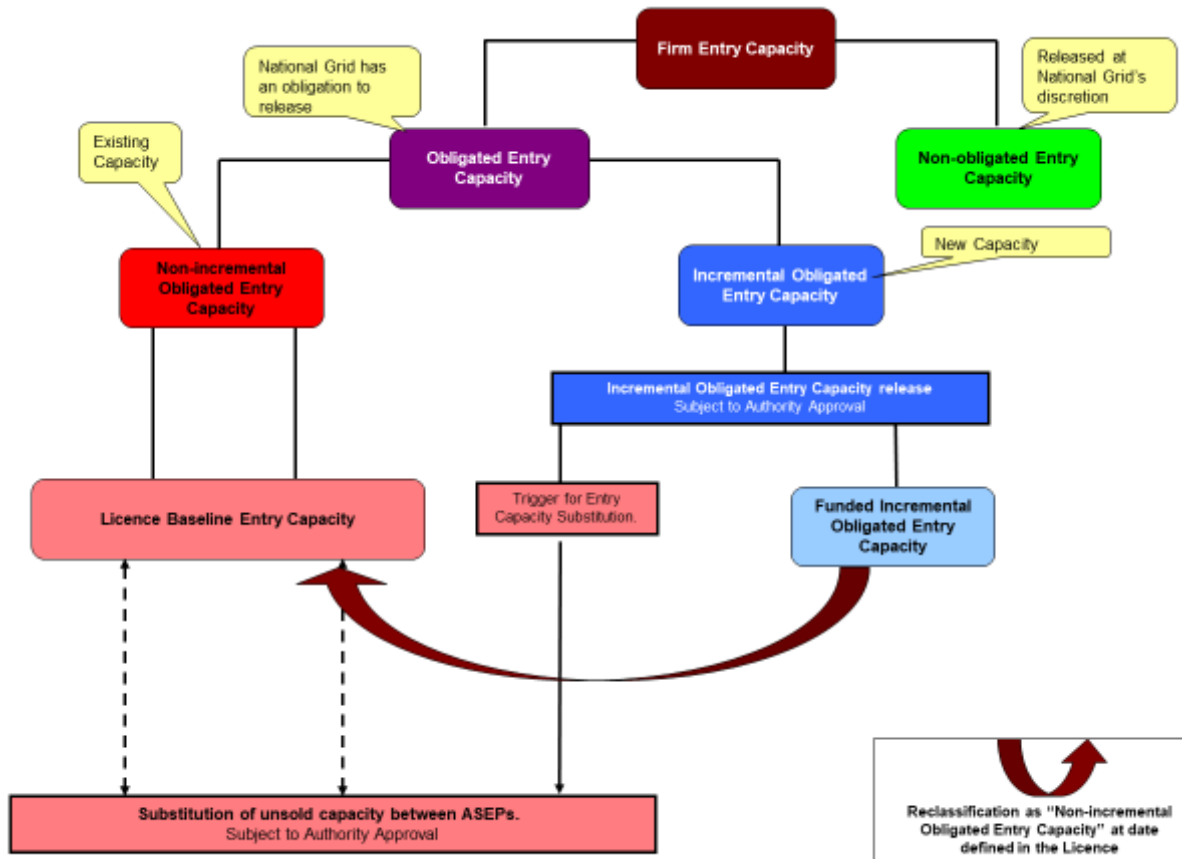 Firm Entry Capacity
National Grid has
an obligation to
release
Released at
National Grid's
discretion
Existing
Capacity
Obligated Entry
Capacity
Non-obligated Entry
Capacity
New Capacity
Non-incremental
Obligated Entry
Capacity
Incremental Obligated
Entry Capacity
Incremental Obligated Entry Capacity release
Subject to Authority Approval
Licence Baseline Entry Capacity
Trigger for Entry
Capacity Substitution.
Funded Incremental
Obligated Entry
Capacity
Substitution of unsold capacity between ASEPs.
Subject to Authority Approval
Reclassification as “Non-incremental
Obligated Entry Capacity” at date
defined in the Licence